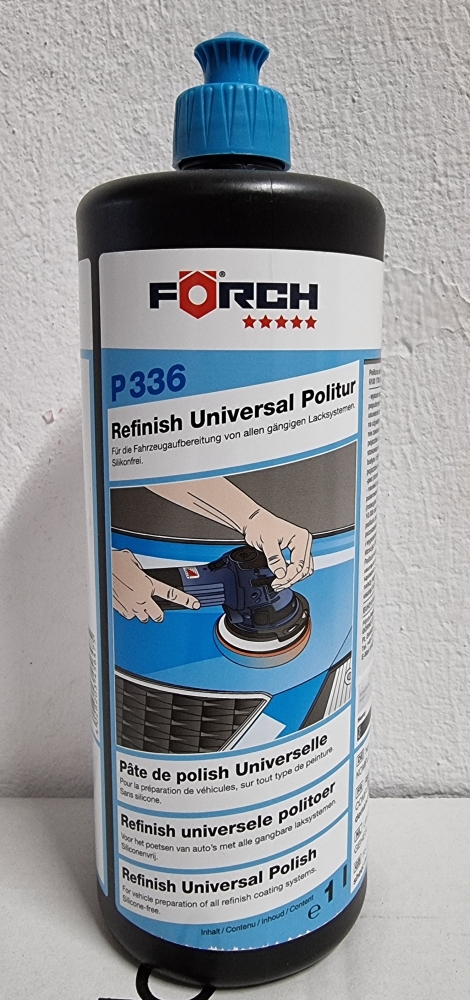 FÖRCH®
P336
Refinish Universal Politur
Für die Fahrzeugaufbereitung von allen gängigen Lacksystemen.
Silikonfrei.
Pâte de polish Universelle
Pour la préparation de véhicules, sur tout type de peinture.
Sans silicone.
Refinish universele politoer
Voor het poetsen van auto's met alle gangbare laksystemen.
Siliconenvrij.
Refinish Universal Polish
For vehicle preparation of all refinish coating systems.
Silicone-free.
Inhalt / Contenu / Inhoud / Content
℮ 1 l